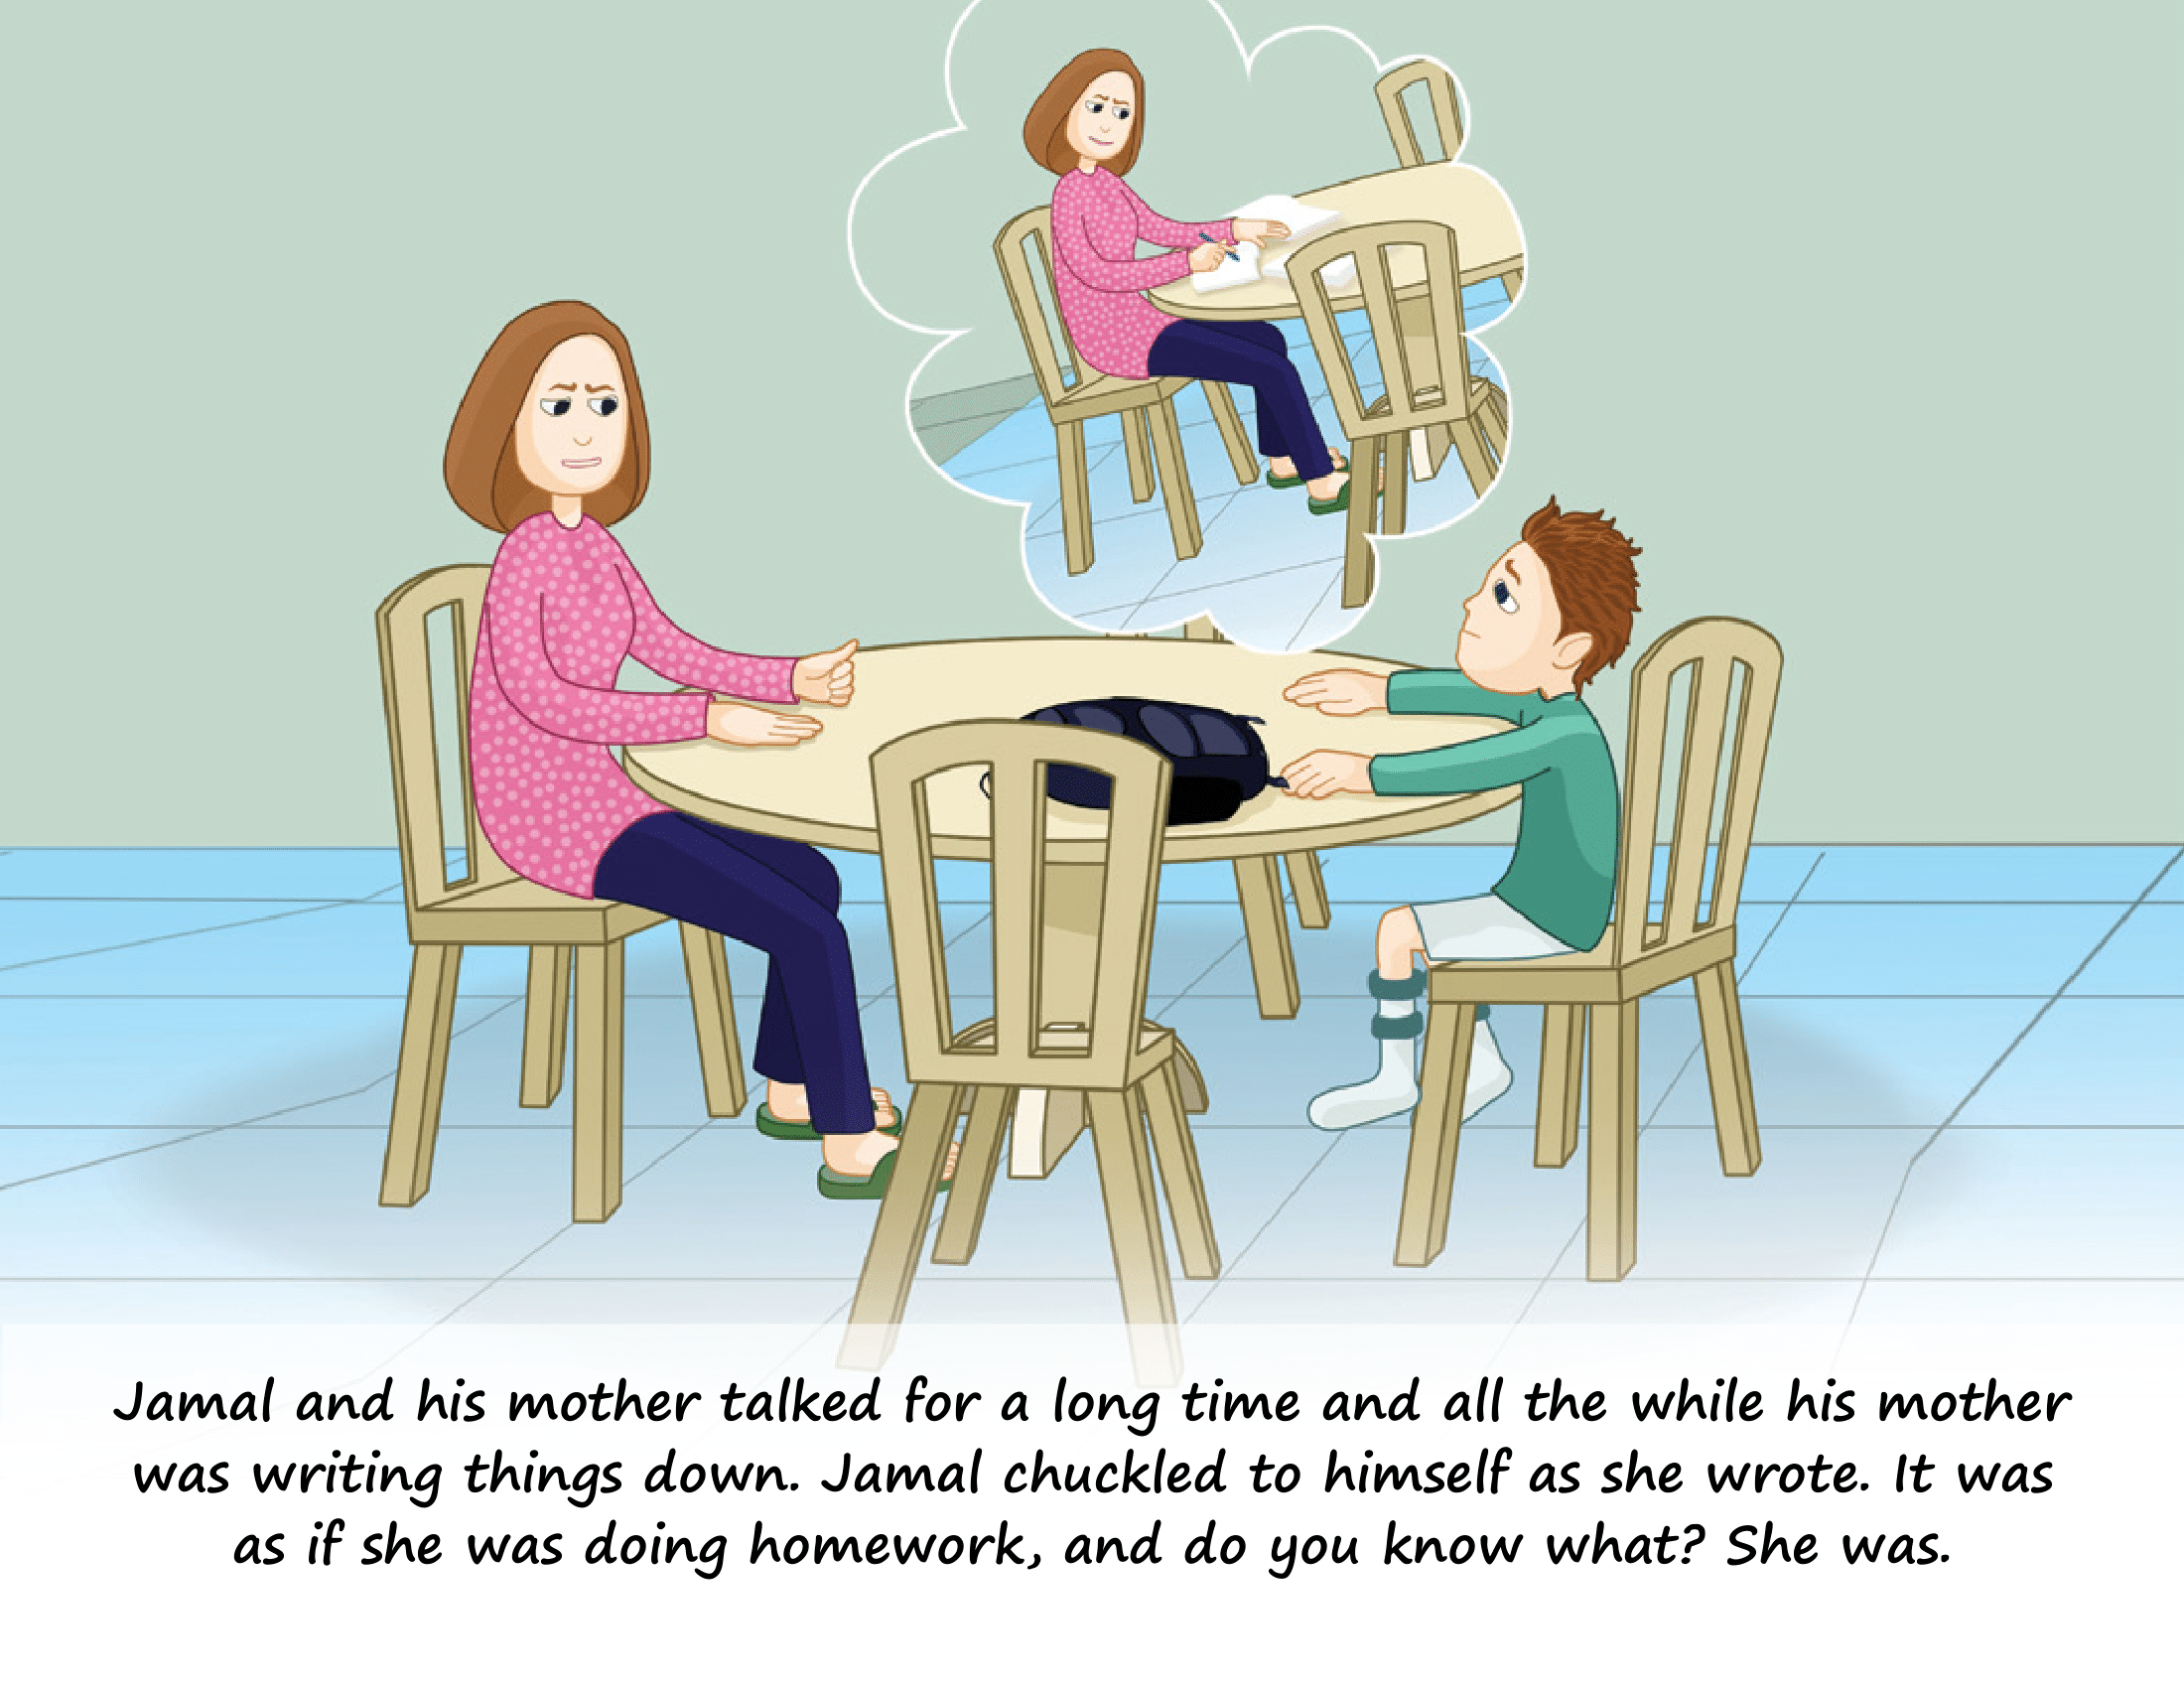 Jamal and his mother talked for a long time and all the while his mother
was writing things down. Jamal chuckled to himself as she wrote. It was
as if she was doing homework, and do you know what? She was.